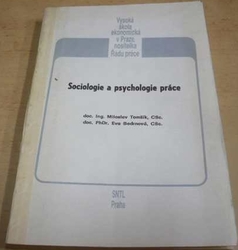 Vysoká
škola
ekonomická
v Praze
nositelka
Řádu práce
Sociologie a psychologie práce
doc. Ing. Miloslav Tomšík, CSc.
doc. PhDr. Eva Bedrnová, CSc.
SNTL
Praha